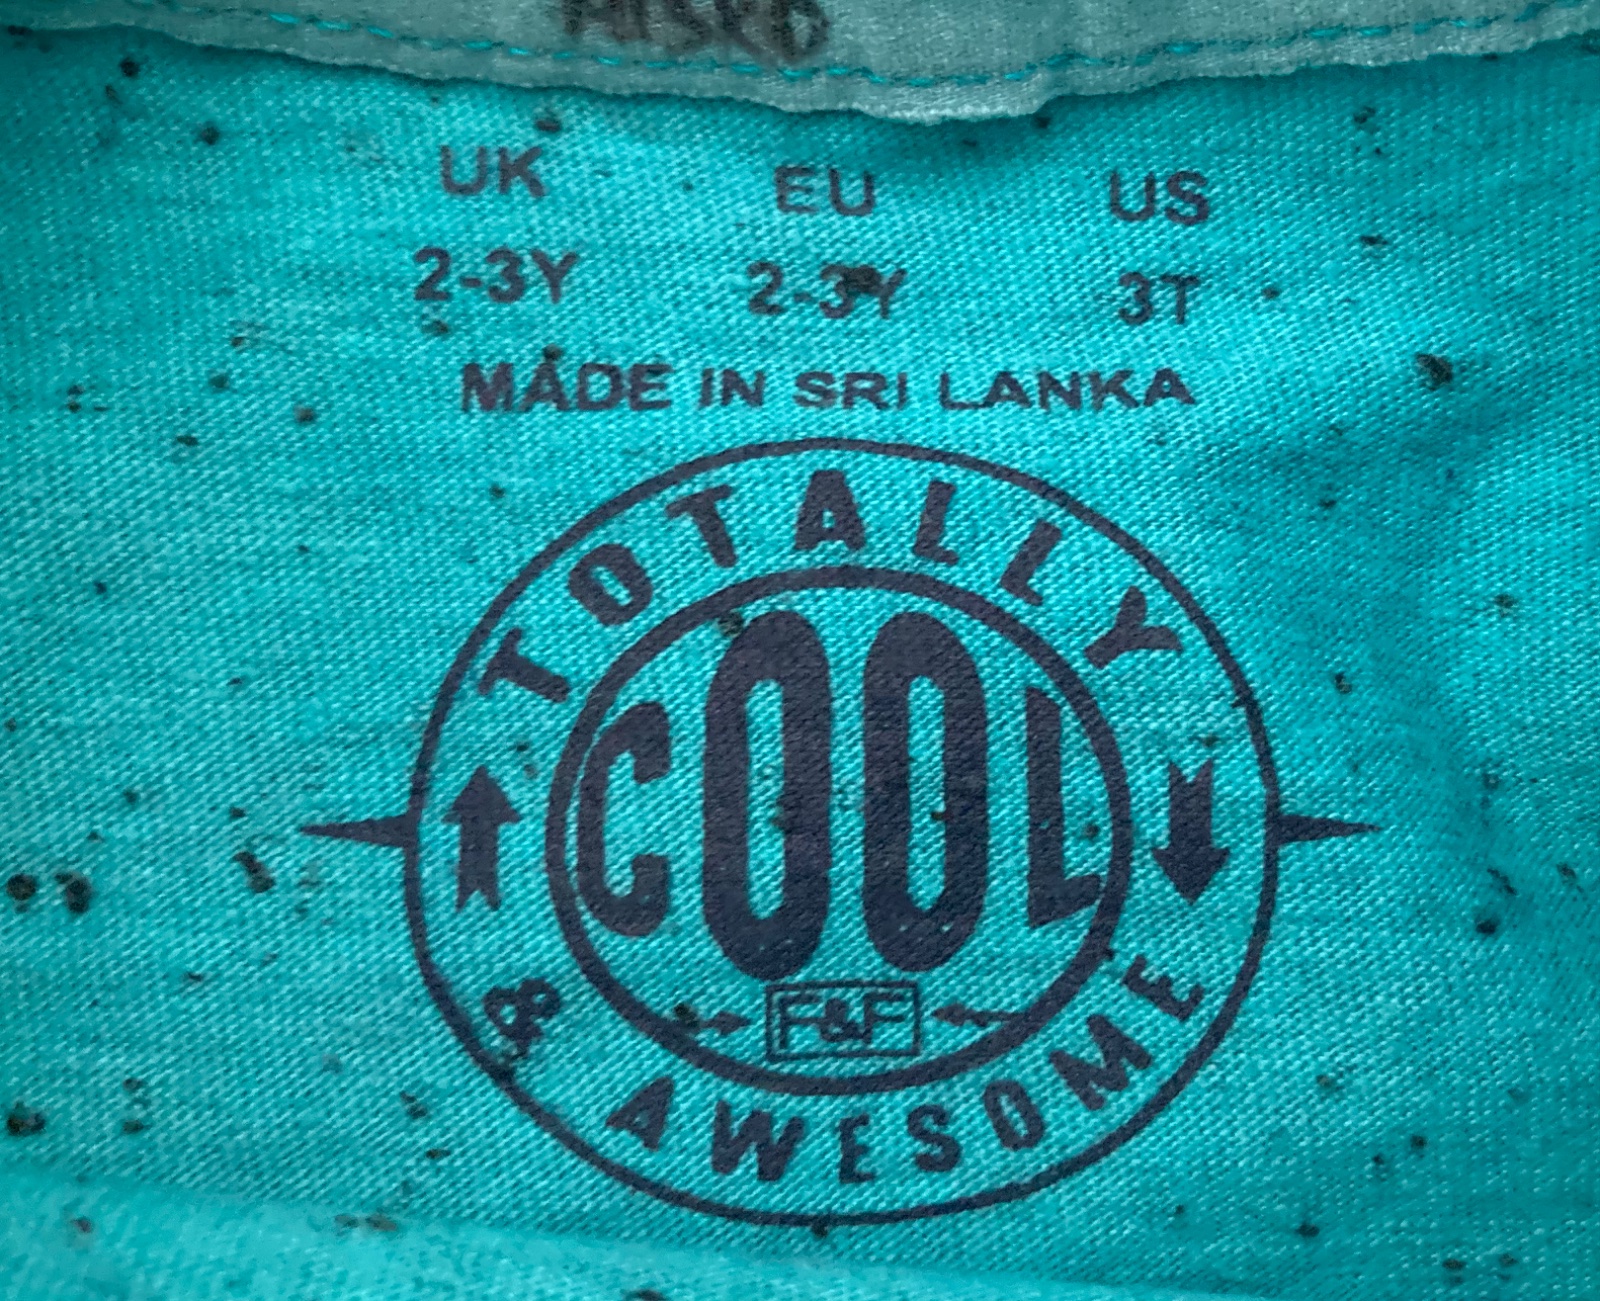 UK EU US
2-3Y 2-3Y 3T
MADE IN SRI LANKA
TOTALLY
COOL
F&F
& AWESOME